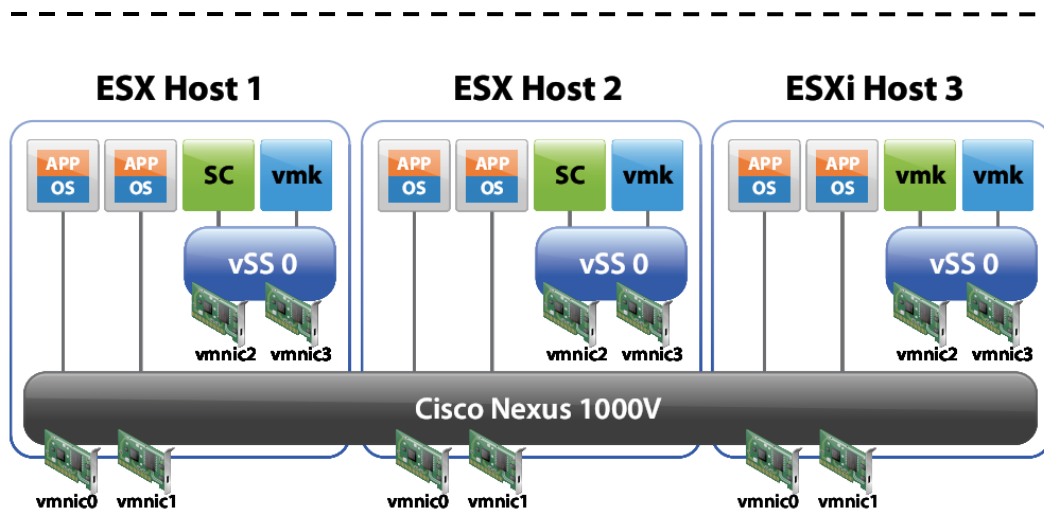 ESX Host 1 ESX Host 2 ESXi Host 3
APP APP SC vmk APP APP SC vmk APP APP vmk vmk
OS OS OS OS OS OS
vSS 0 vSS 0 vSS 0
vmnic2 vmnic3 vmnic2 vmnic3 vmnic2 vmnic3
Cisco Nexus 1000V
vmnic0 vmnic1 vmnic0 vmnic1 vmnic0 vmnic1